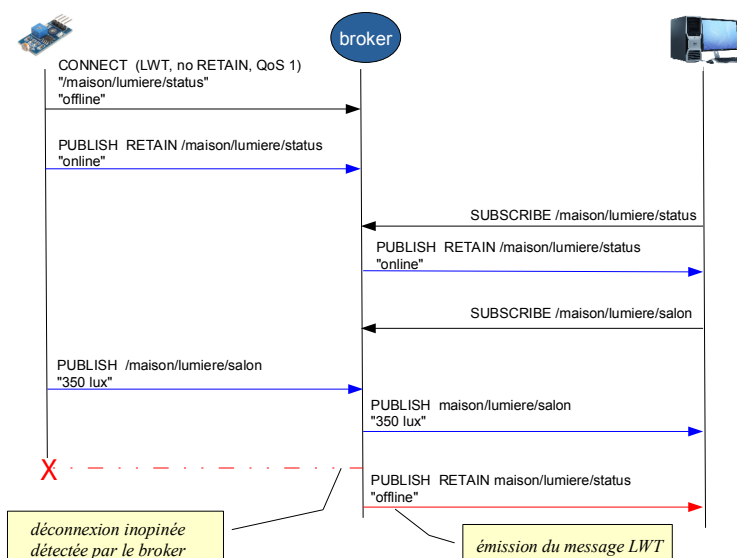 broker
CONNECT (LWT, no RETAIN, QoS 1)
"/maison/lumiere/status"
"offline"
PUBLISH RETAIN /maison/lumiere/status
"online"
SUBSCRIBE /maison/lumiere/status
PUBLISH RETAIN /maison/lumiere/status
"online"
SUBSCRIBE /maison/lumiere/salon
PUBLISH /maison/lumiere/salon
"350 lux"
PUBLISH maison/lumiere/salon
"350 lux"
X
PUBLISH RETAIN maison/lumiere/status
"offline"
déconnexion inopinée
détectée par le broker
émission du message LWT